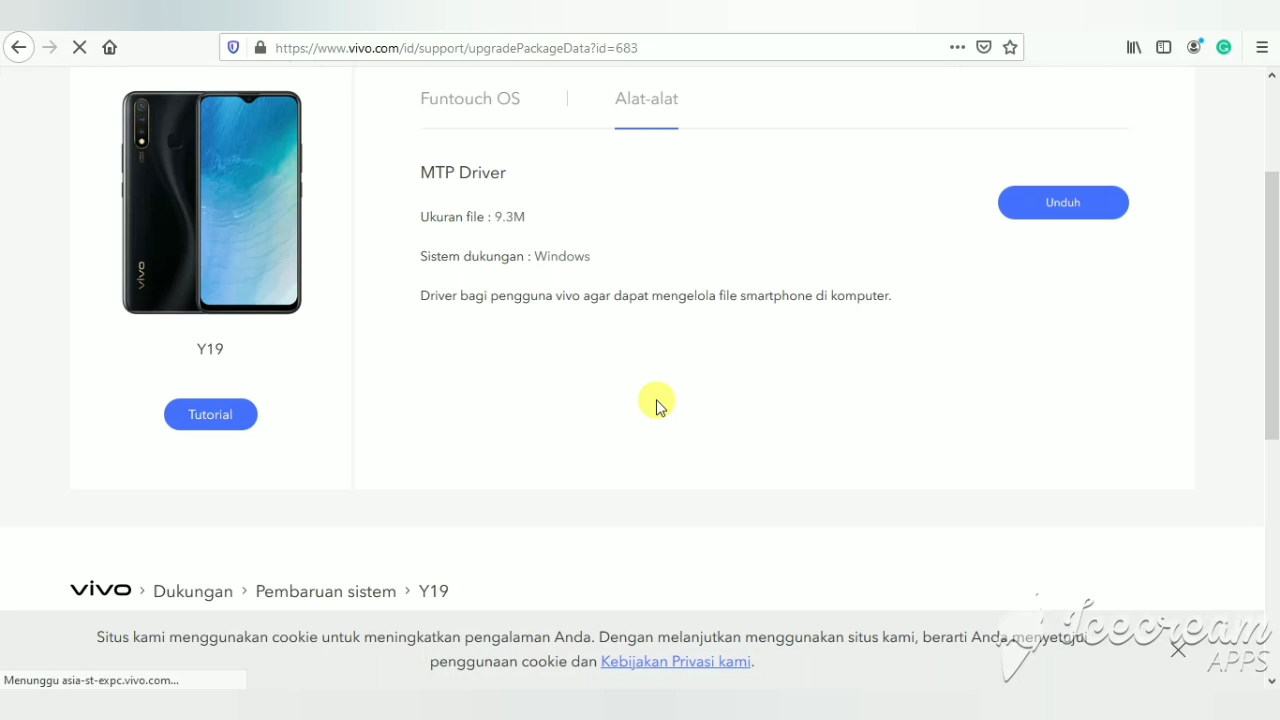 https://www.vivo.com/id/support/upgradePackageData?id=683
Funtouch OS
Alat-alat
MTP Driver
Ukuran file : 9.3M
Unduh
Sistem dukungan : Windows
Driver bagi pengguna vivo agar dapat mengelola file smartphone di komputer.
vivo
Y19
Tutorial
vivo > Dukungan > Pembaruan sistem > Y19
Situs kami menggunakan cookie untuk meningkatkan pengalaman Anda. Dengan melanjutkan menggunakan situs kami, berarti Anda menyetujui
penggunaan cookie dan Kebijakan Privasi kami.
Icecream
APPS
Menunggu asia-st-expc.vivo.com...